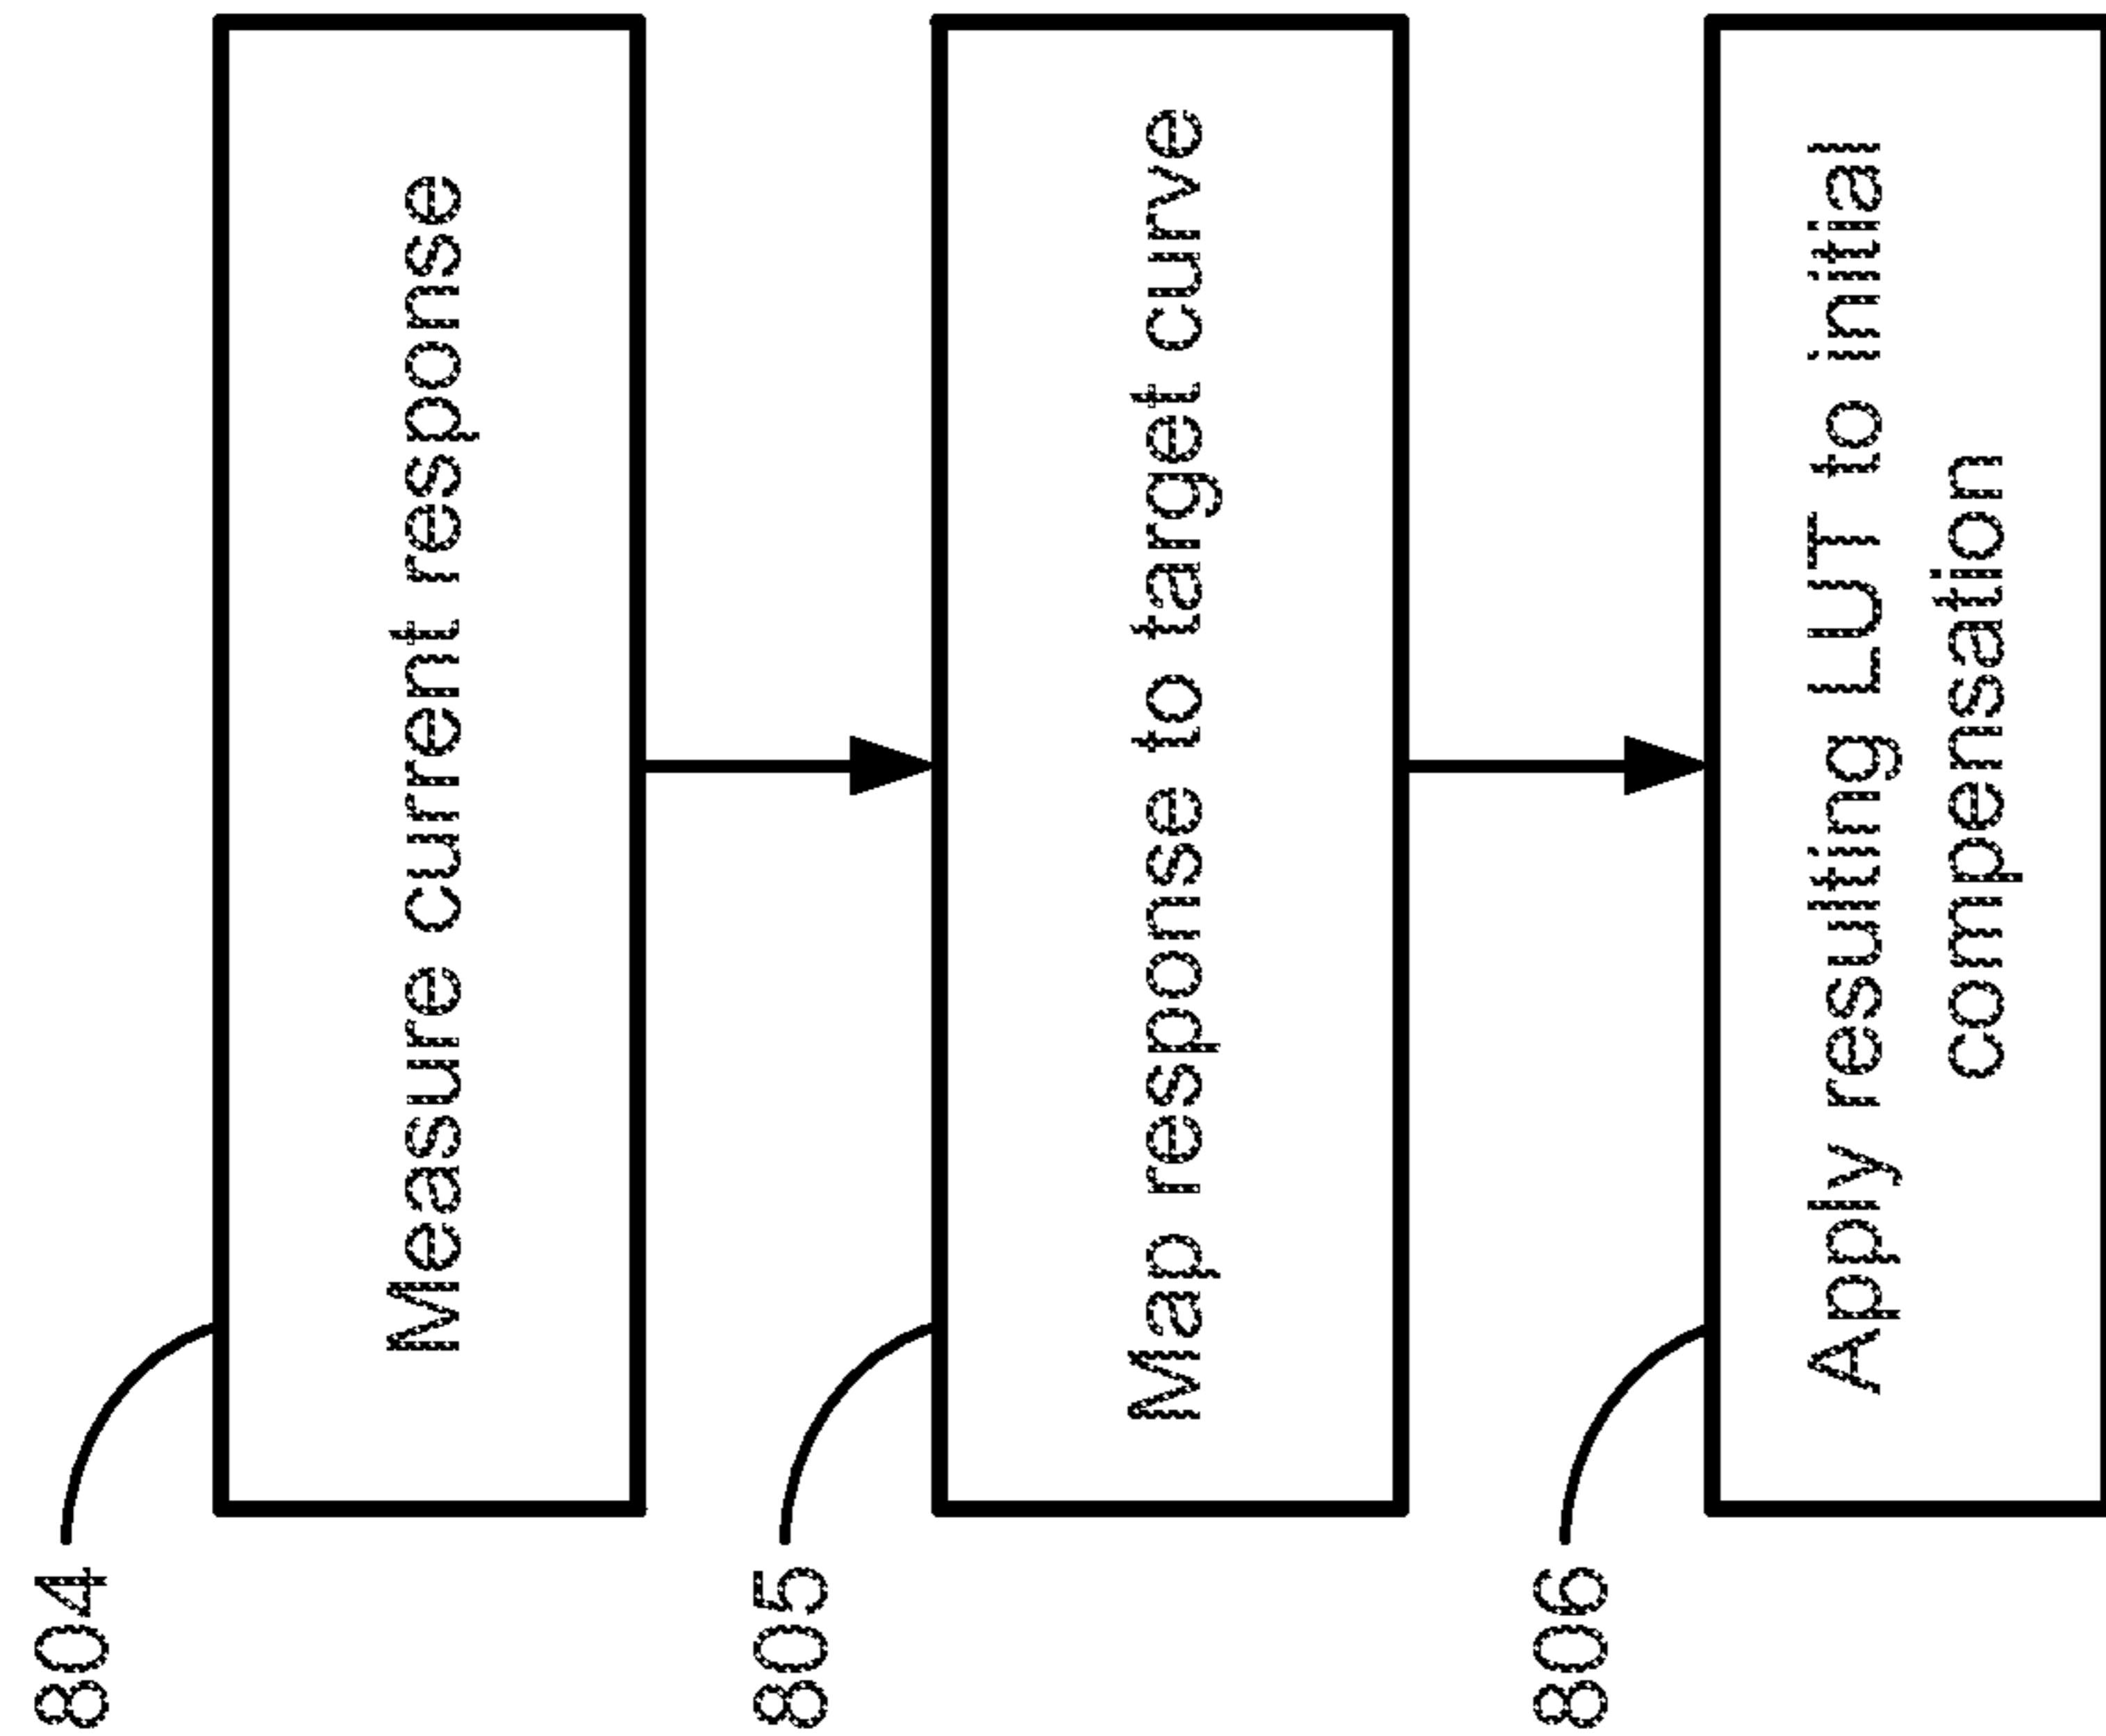 804
Measure current response
805
Map response to target curve
806
Apply resulting LUT to initial
compensation